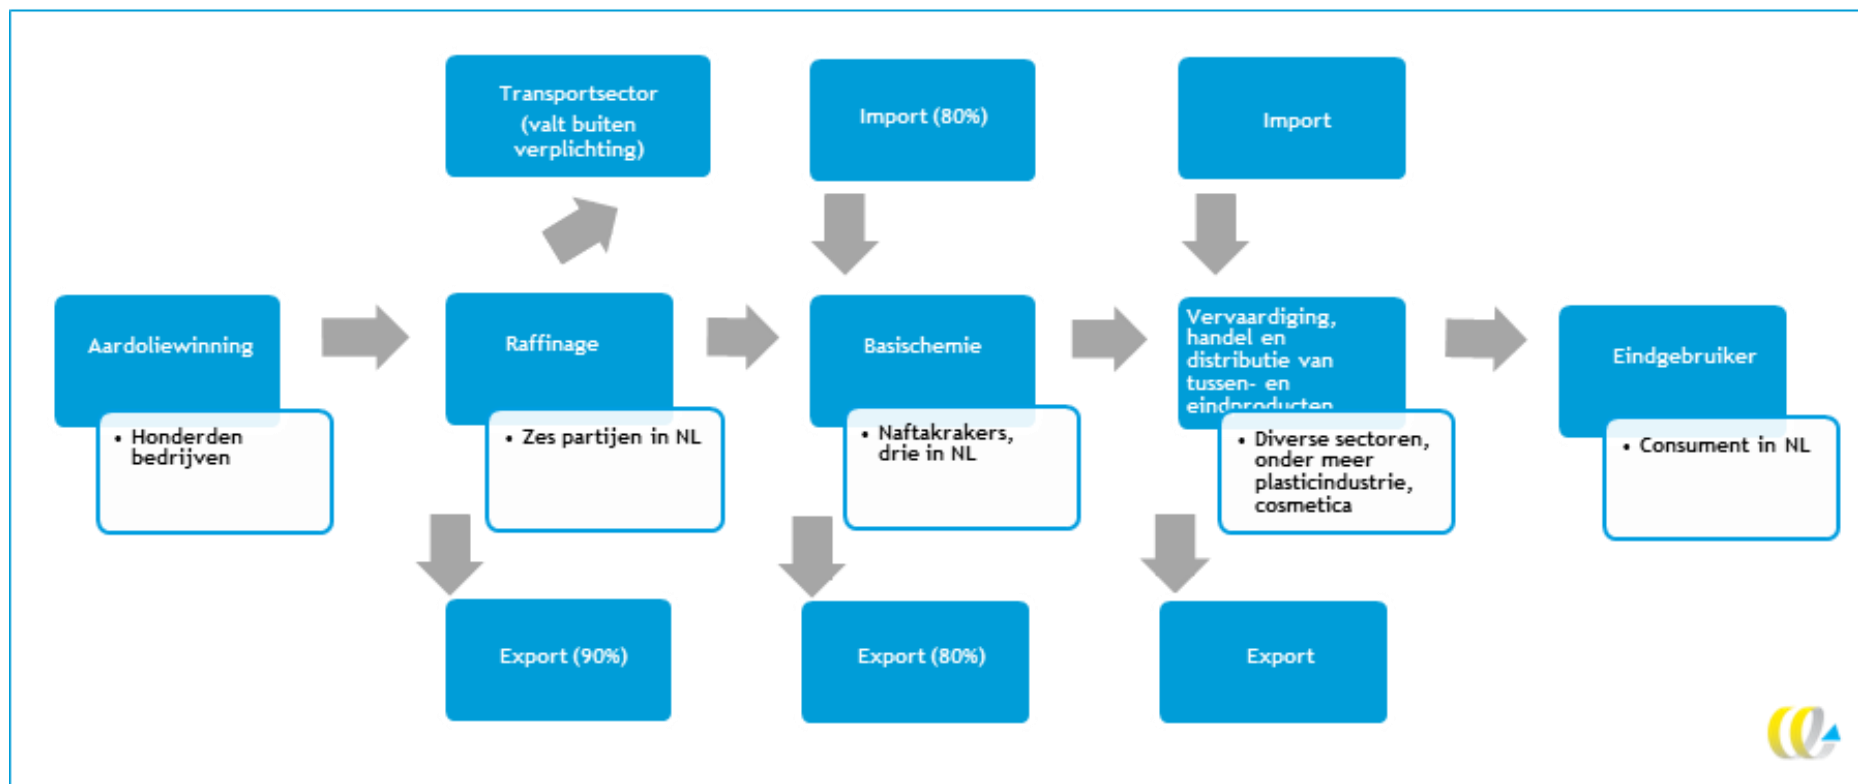 Transportsector
(valt buiten
verplichting)
Import (80%)
Import
Aardoliewinning
• Honderden
bedrijven
Raffinage
• Zes partijen in NL
Basischemie
• Naftakrakers,
drie in NL
Vervaardiging,
handel en
distributie van
tussen- en
eindproducten
• Diverse sectoren,
onder meer
plasticindustrie,
cosmetica
Eindgebruiker
• Consument in NL
Export (90%)
Export (80%)
Export